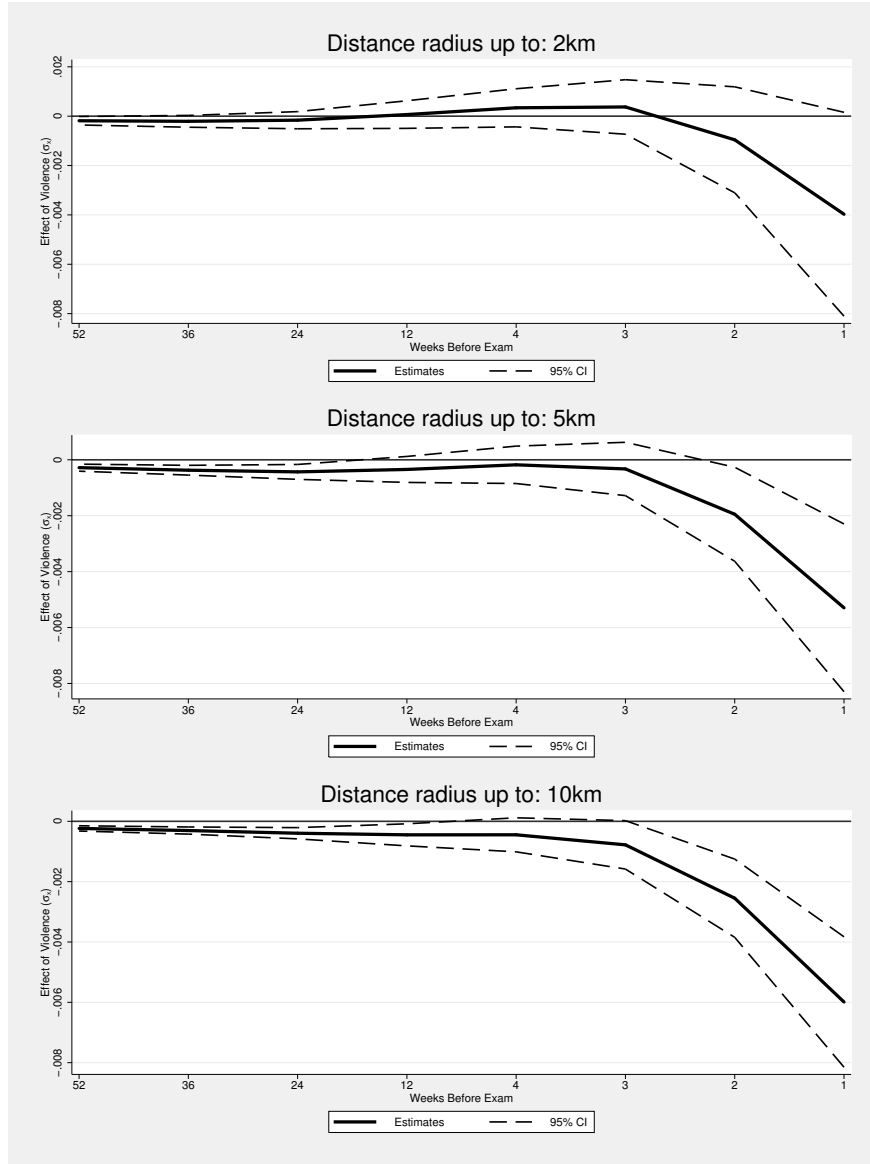 Distance radius up to: 2km
.002
0
−.002
−.004
−.006
−.008
Effect of Violence (σx)
52 36 24 12 4 3 2 1
Weeks Before Exam
Estimates 95% CI
Distance radius up to: 5km
0
−.002
−.004
−.006
−.008
Effect of Violence (σx)
52 36 24 12 4 3 2 1
Weeks Before Exam
Estimates 95% CI
Distance radius up to: 10km
0
−.002
−.004
−.006
−.008
Effect of Violence (σx)
52 36 24 12 4 3 2 1
Weeks Before Exam
Estimates 95% CI